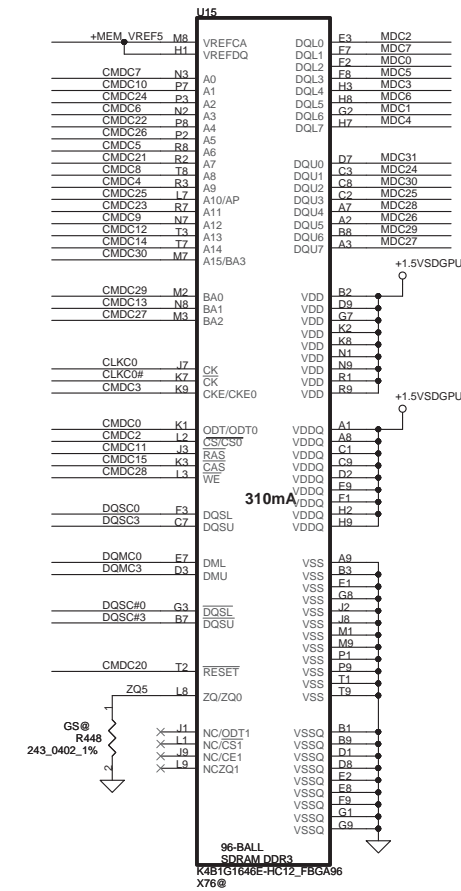 U15
+MEM_VREF5 M8 VREFCA
H1 VREFDQ
CMDC7 N3 A0
CMDC10 P7 A1
CMDC24 P3 A2
CMDC6 N2 A3
CMDC22 P8 A4
CMDC26 P2 A5
CMDC5 R8 A6
CMDC21 R2 A7
CMDC8 T8 A8
CMDC4 R3 A9
CMDC25 L7 A10/AP
CMDC23 R7 A11
CMDC9 N7 A12
CMDC12 T3 A13
CMDC14 T7 A14
CMDC30 M7 A15/BA3
CMDC29 M2 BA0
CMDC13 N8 BA1
CMDC27 M3 BA2
CLKC0 J7 CK
CLKC0# K7 CK
CMDC3 K9 CKE/CKE0
CMDC0 K1 ODT/ODT0
CMDC2 L2 CS/CS0
CMDC11 J3 RAS
CMDC15 K3 CAS
CMDC28 L3 WE
DQSC0 F3 DQSL
DQSC3 C7 DQSU
DQMC0 E7 DML
DQMC3 D3 DMU
DQSC#0 G3 DQSL
DQSC#3 B7 DQSU
CMDC20 T2 RESET
ZQ5 L8 ZQ/ZQ0
1
GS@
R448
243_0402_1%
2
J1 NC/ODT1
L1 NC/CS1
J9 NC/CE1
L9 NCZQ1
DQL0 E3 MDC2
DQL1 F7 MDC7
DQL2 F2 MDC0
DQL3 F8 MDC5
DQL4 H3 MDC3
DQL5 H8 MDC6
DQL6 G2 MDC1
DQL7 H7 MDC4
DQU0 D7 MDC31
DQU1 C3 MDC24
DQU2 C8 MDC30
DQU3 C2 MDC25
DQU4 A7 MDC28
DQU5 A2 MDC26
DQU6 B8 MDC29
DQU7 A3 MDC27
+1.5VSDGPU
VDD B2
VDD D9
VDD G7
VDD K2
VDD K8
VDD N1
VDD N9
VDD R1
VDD R9
+1.5VSDGPU
VDDQ A1
VDDQ A8
VDDQ C1
VDDQ C9
VDDQ D2
VDDQ E9
VDDQ F1
VDDQ H2
VDDQ H9
310mA
VSS A9
VSS B3
VSS E1
VSS G8
VSS J2
VSS J8
VSS M1
VSS M9
VSS P1
VSS P9
VSS T1
VSS T9
VSSQ B1
VSSQ B9
VSSQ D1
VSSQ D8
VSSQ E2
VSSQ E8
VSSQ F9
VSSQ G1
VSSQ G9
96-BALL
SDRAM DDR3
K4B1G1646E-HC12_FBGA96
X76@